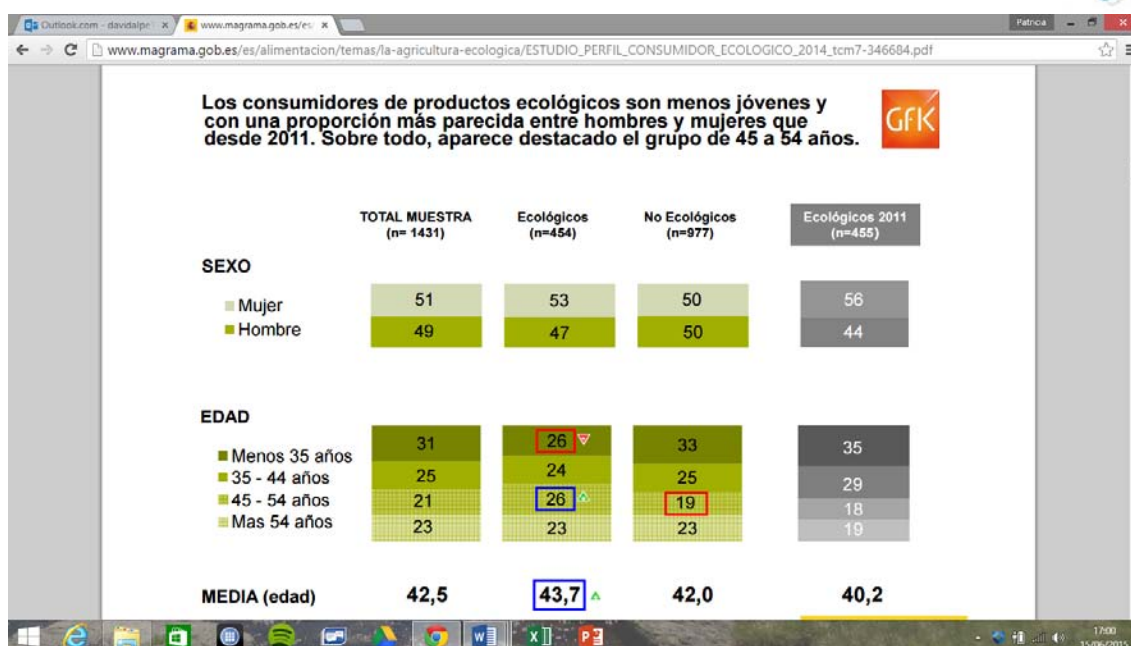 Outlook.com - davidalpe
www.magrama.gob.es/es/
Patricia
www.magrama.gob.es/es/alimentacion/temas/la-agricultura-ecologica/ESTUDIO_PERFIL_CONSUMIDOR_ECOLOGICO_2014_tcm7-346684.pdf
Los consumidores de productos ecológicos son menos jóvenes y
con una proporción más parecida entre hombres y mujeres que
desde 2011. Sobre todo, aparece destacado el grupo de 45 a 54 años.
GfK
TOTAL MUESTRA Ecológicos No Ecológicos Ecológicos 2011
(n= 1431) (n=454) (n=977) (n=455)
SEXO
Mujer 51 53 50 56
Hombre 49 47 50 44
EDAD
Menos 35 años 31 26 33 35
35 - 44 años 25 24 25 29
45 - 54 años 21 26 19 18
Mas 54 años 23 23 23 19
MEDIA (edad) 42,5 43,7 42,0 40,2
17:00
15/06/2015